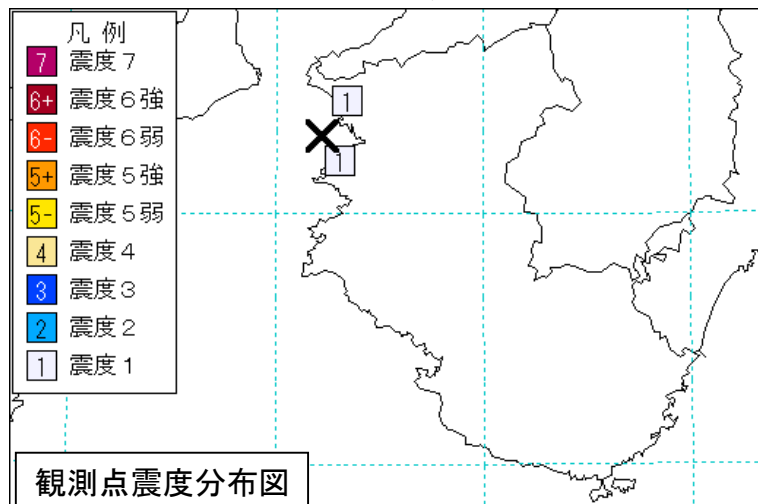 凡 例
7 震度７
6+ 震度６強
6- 震度６弱
5+ 震度５強
5- 震度５弱
4 震度４
3 震度３
2 震度２
1 震度１
1
1
観測点震度分布図